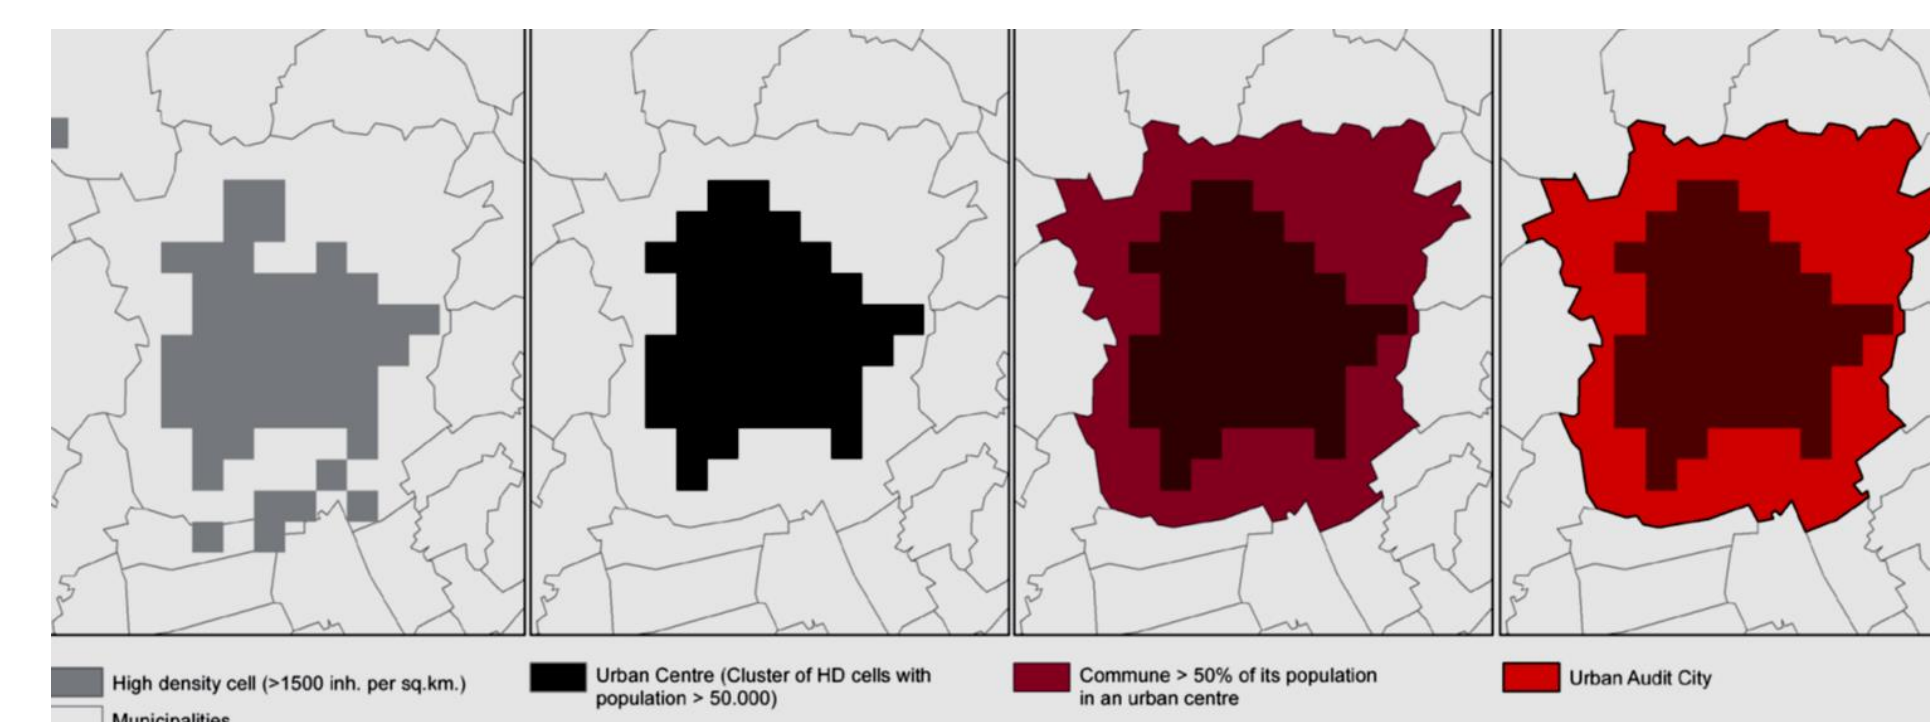 High density cell (>1500 inh. per sq.km.)
Municipalities
Urban Centre (Cluster of HD cells with
population > 50.000)
Commune > 50% of its population
in an urban centre
Urban Audit City